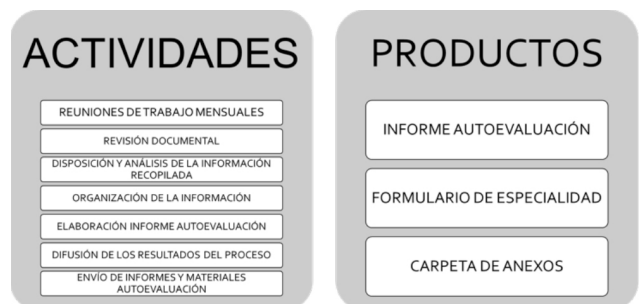 ACTIVIDADES
REUNIONES DE TRABAJO MENSUALES
REVISIÓN DOCUMENTAL
DISPOSICIÓN Y ANÁLISIS DE LA INFORMACIÓN
RECOPILADA
ORGANIZACIÓN DE LA INFORMACIÓN
ELABORACIÓN INFORME AUTOEVALUACIÓN
DIFUSIÓN DE LOS RESULTADOS DEL PROCESO
ENVÍO DE INFORMES Y MATERIALES
AUTOEVALUACIÓN
PRODUCTOS
INFORME AUTOEVALUACIÓN
FORMULARIO DE ESPECIALIDAD
CARPETA DE ANEXOS